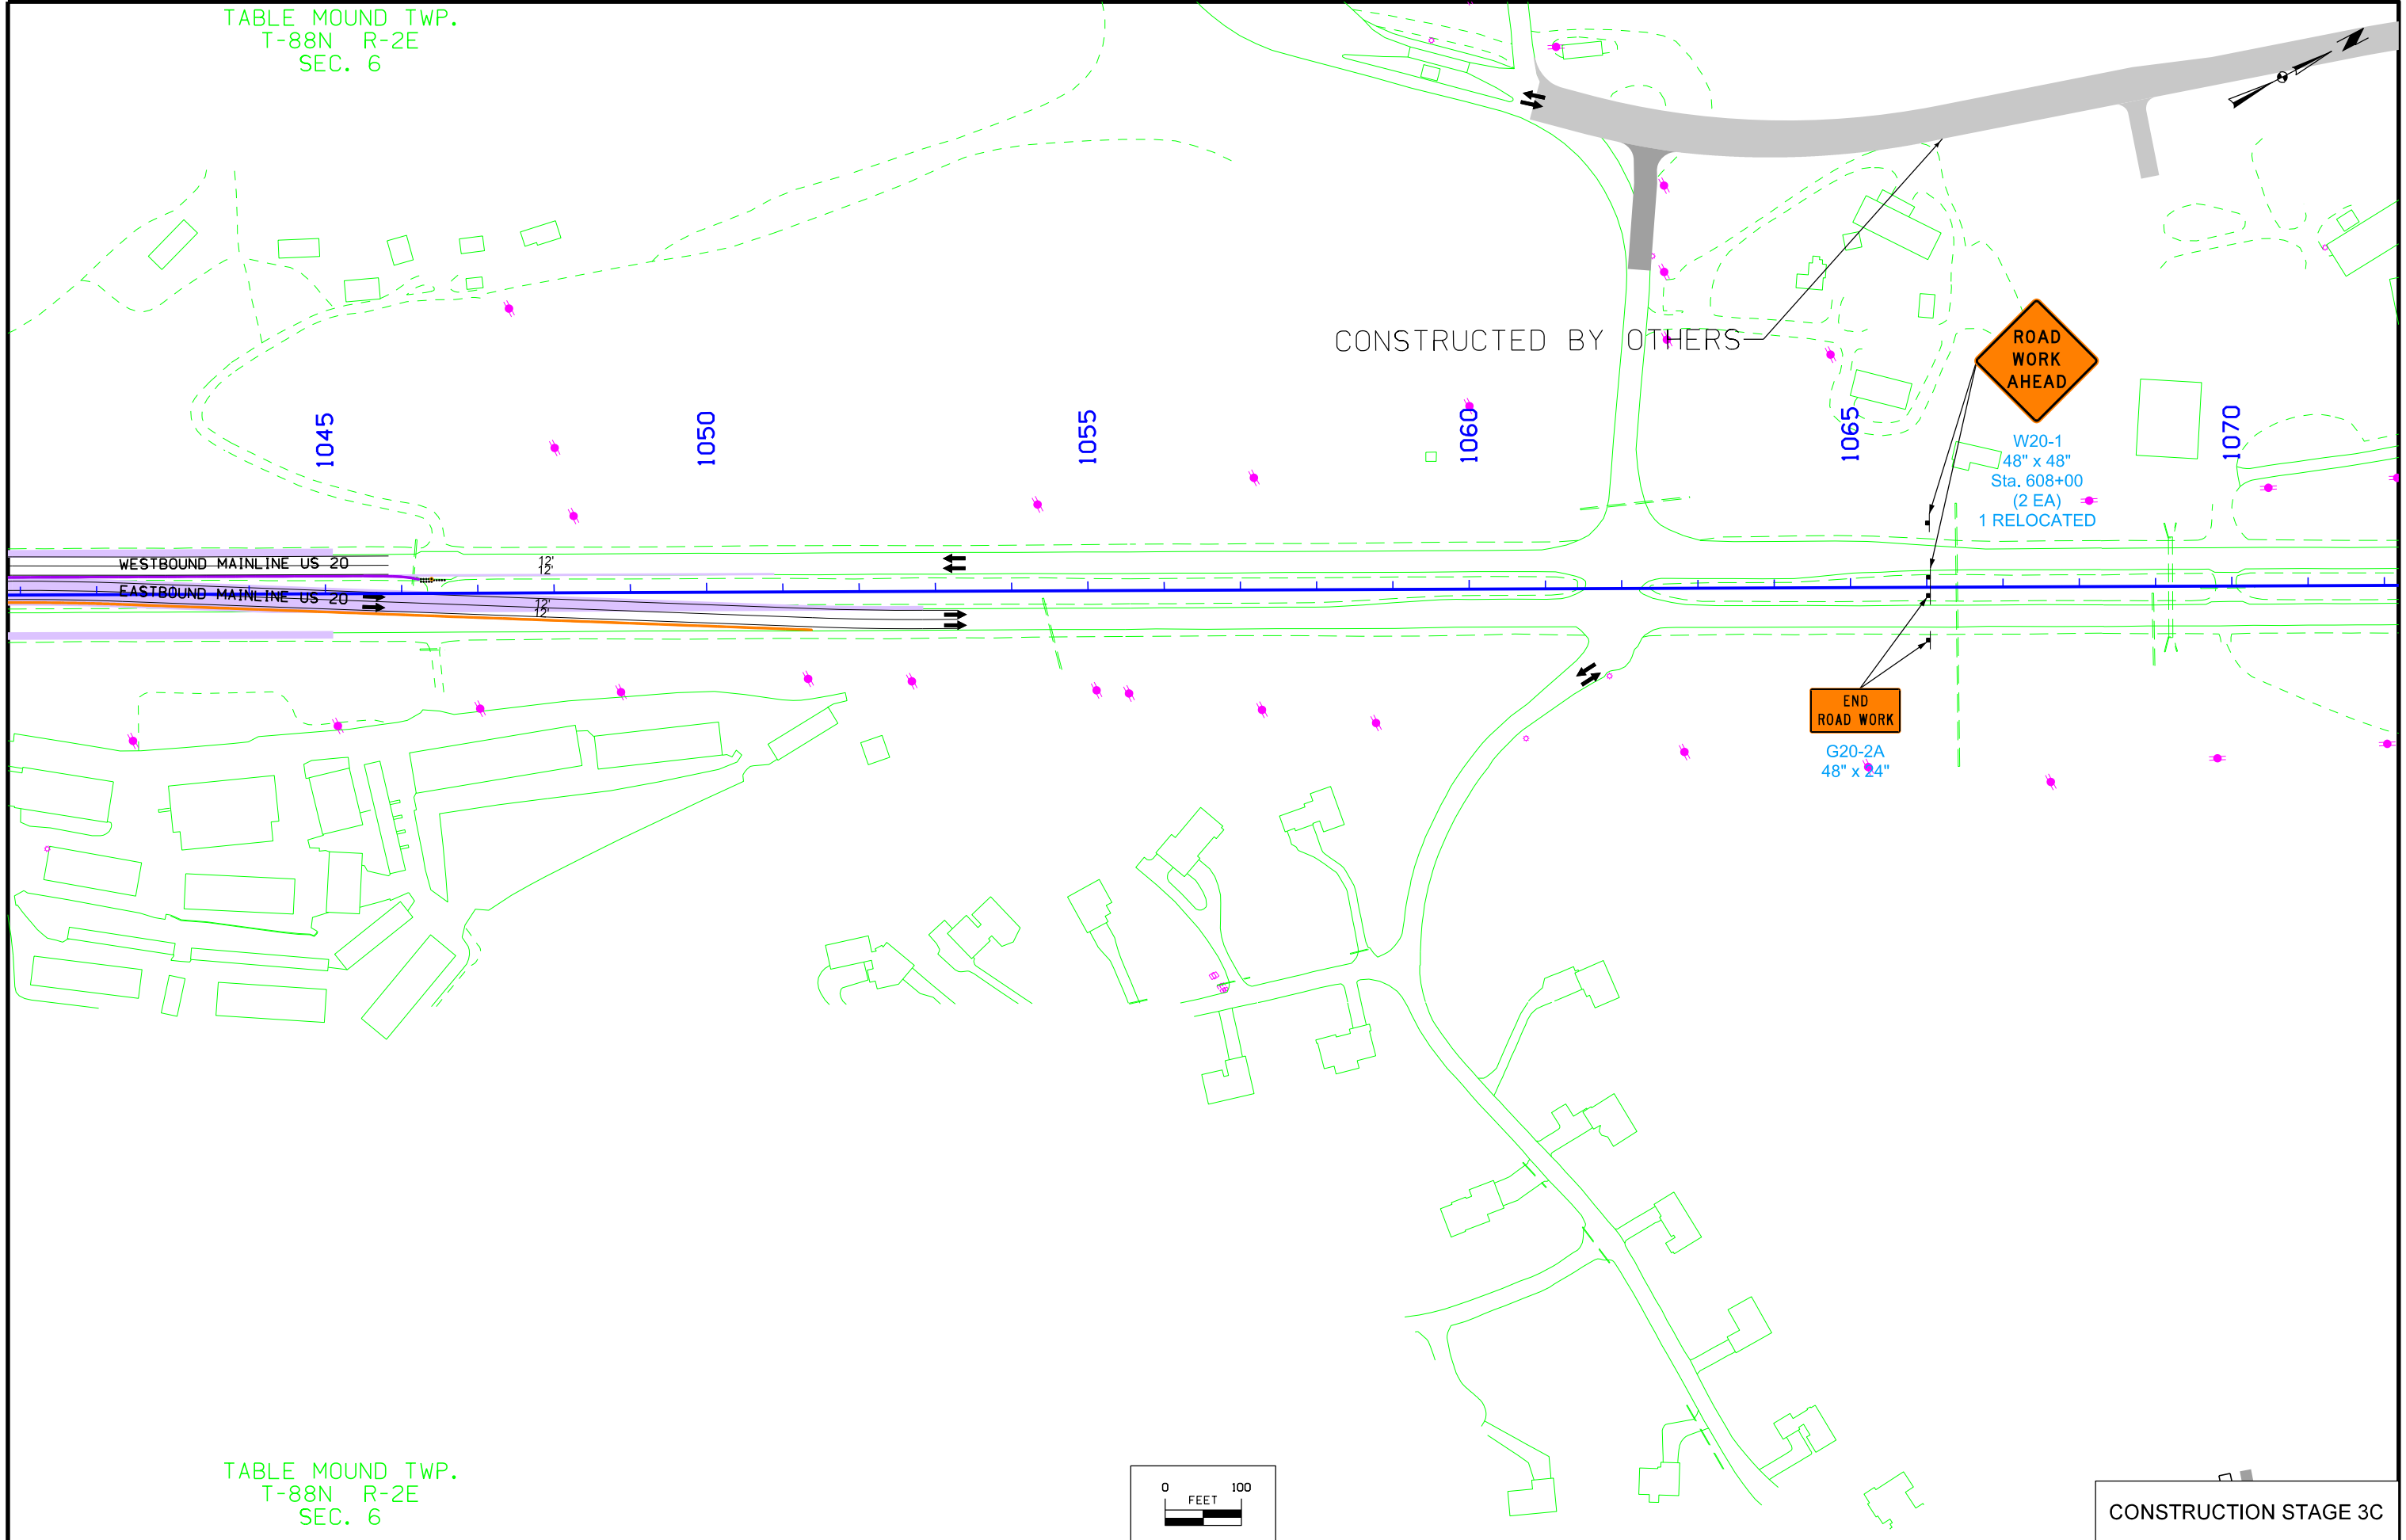 TABLE MOUND TWP.
T-88N R-2E
SEC. 6
CONSTRUCTED BY OTHERS
ROAD
WORK
AHEAD
W20-1
48" x 48"
Sta. 608+00
(2 EA)
1 RELOCATED
1045
1050
1055
1060
1065
1070
WESTBOUND MAINLINE US 20
12'
12'
EASTBOUND MAINLINE US 20
12'
12'
END
ROAD WORK
G20-2A
48" x 24"
TABLE MOUND TWP.
T-88N R-2E
SEC. 6
0 100
FEET
CONSTRUCTION STAGE 3C